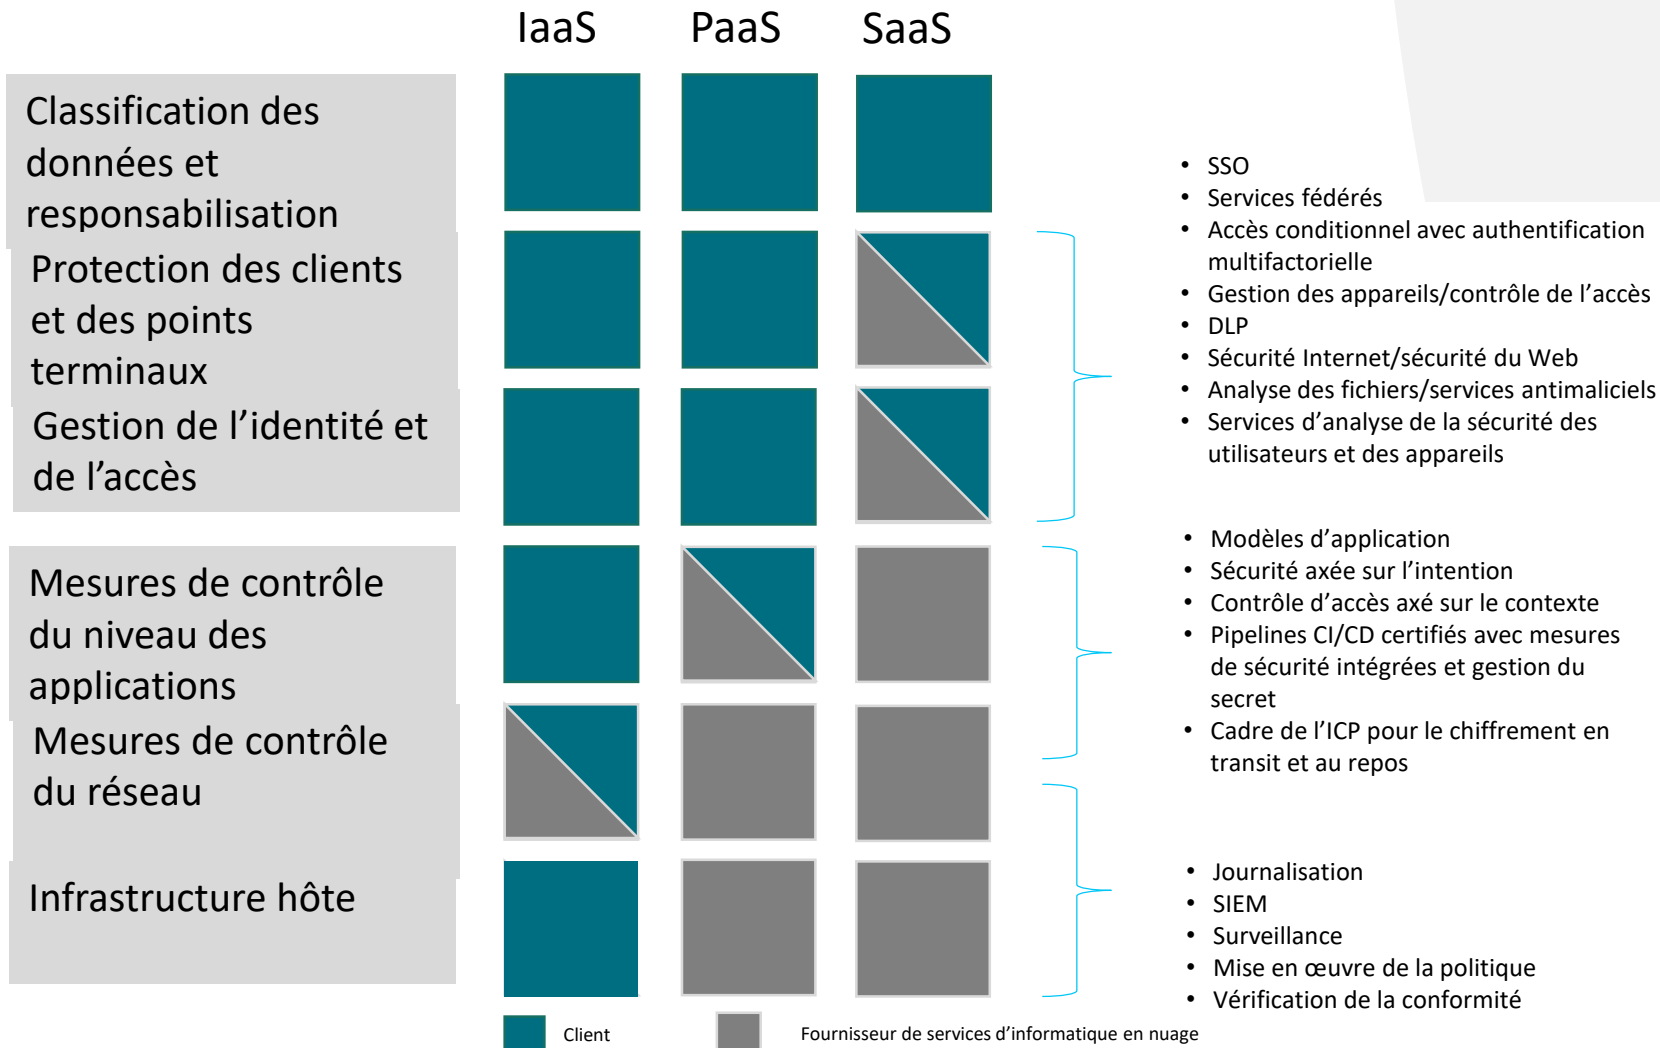 IaaS PaaS SaaS
Classification des
données et
responsabilisation
Protection des clients
et des points
terminaux
Gestion de l’identité et
de l’accès
Mesures de contrôle
du niveau des
applications
Mesures de contrôle
du réseau
Infrastructure hôte
• SSO
• Services fédérés
• Accès conditionnel avec authentification
multifactorielle
• Gestion des appareils/contrôle de l’accès
• DLP
• Sécurité Internet/sécurité du Web
• Analyse des fichiers/services antimaliciels
• Services d’analyse de la sécurité des
utilisateurs et des appareils
• Modèles d’application
• Sécurité axée sur l’intention
• Contrôle d’accès axé sur le contexte
• Pipelines CI/CD certifiés avec mesures
de sécurité intégrées et gestion du
secret
• Cadre de l’ICP pour le chiffrement en
transit et au repos
• Journalisation
• SIEM
• Surveillance
• Mise en œuvre de la politique
• Vérification de la conformité
Client
Fournisseur de services d’informatique en nuage